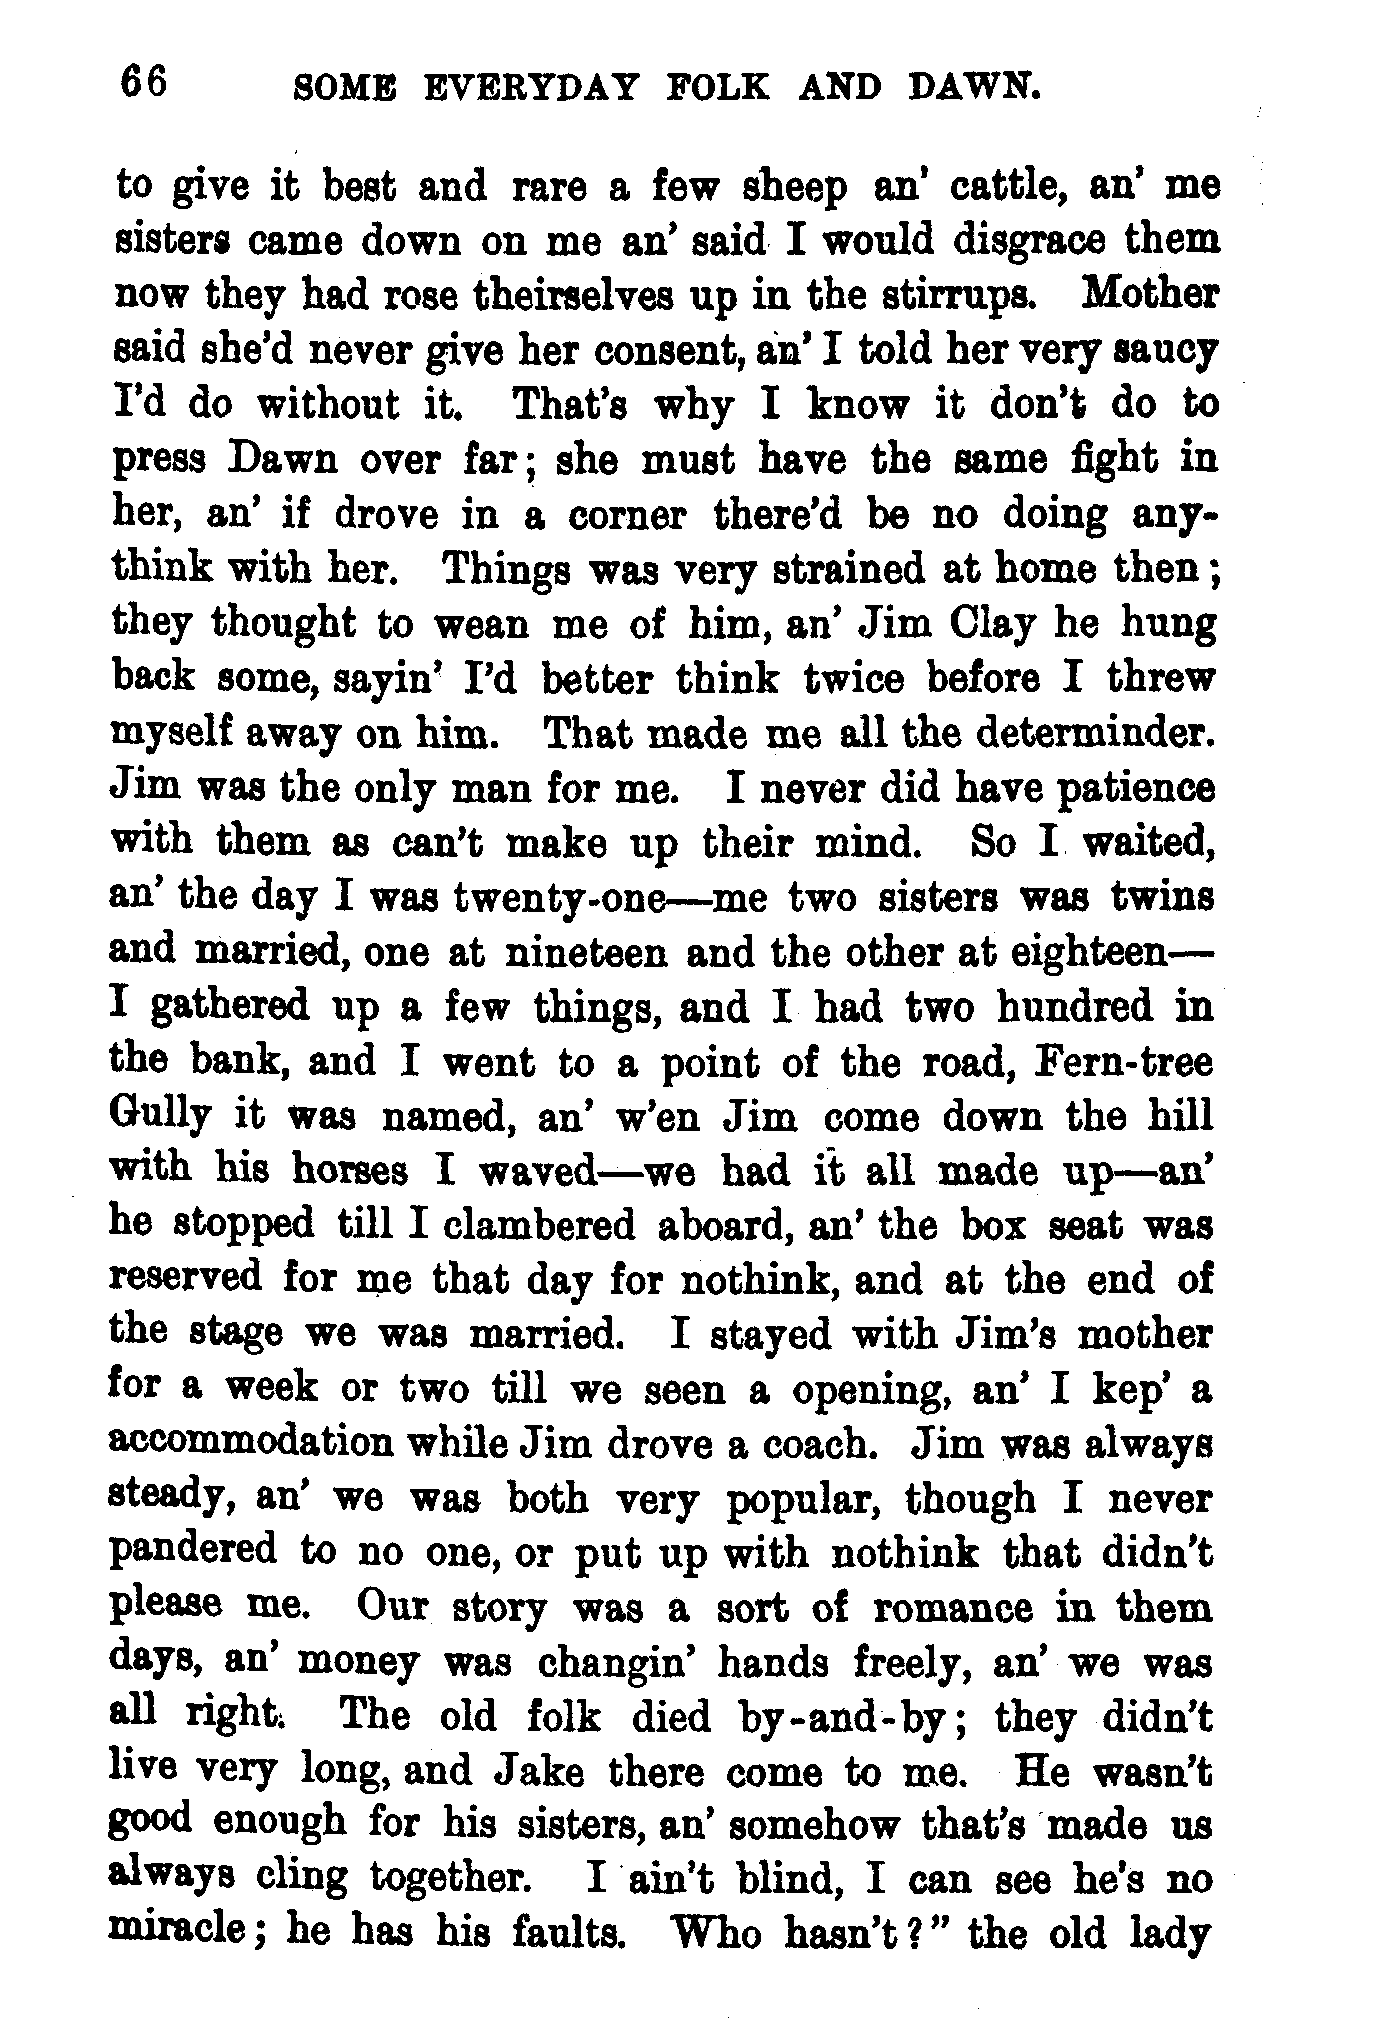 66 SOME EVERYDAY FOLK AND DAWN.
to give it best and rare a few sheep an' cattle, an' me
sisters came down on me an' said I would disgrace them
now they had rose theirselves up in the stirrups. Mother
said she'd never give her consent, an' I told her very saucy
I'd do without it. That's why I know it don't do to
press Dawn over far; she must have the same fight in
her, an' if drove in a corner there'd be no doing any-
think with her. Things was very strained at home then;
they thought to wean me of him, an' Jim Clay he hung
back some, sayin' I'd better think twice before I threw
myself away on him. That made me all the determinder.
Jim was the only man for me. I never did have patience
with them as can't make up their mind. So I waited,
an' the day I was twenty-one—me two sisters was twins
and married, one at nineteen and the other at eighteen—
I gathered up a few things, and I had two hundred in
the bank, and I went to a point of the road, Fern-tree
Gully it was named, an' w'en Jim come down the hill
with his horses I waved—we had it all made up—an'
he stopped till I clambered aboard, an' the box seat was
reserved for me that day for nothink, and at the end of
the stage we was married. I stayed with Jim's mother
for a week or two till we seen a opening, an' I kep' a
accommodation while Jim drove a coach. Jim was always
steady, an' we was both very popular, though I never
pandered to no one, or put up with nothink that didn't
please me. Our story was a sort of romance in them
days, an' money was changin' hands freely, an' we was
all right. The old folk died by-and-by; they didn't
live very long, and Jake there come to me. He wasn't
good enough for his sisters, an' somehow that's made us
always cling together. I ain't blind, I can see he's no
miracle; he has his faults. Who hasn't?" the old lady